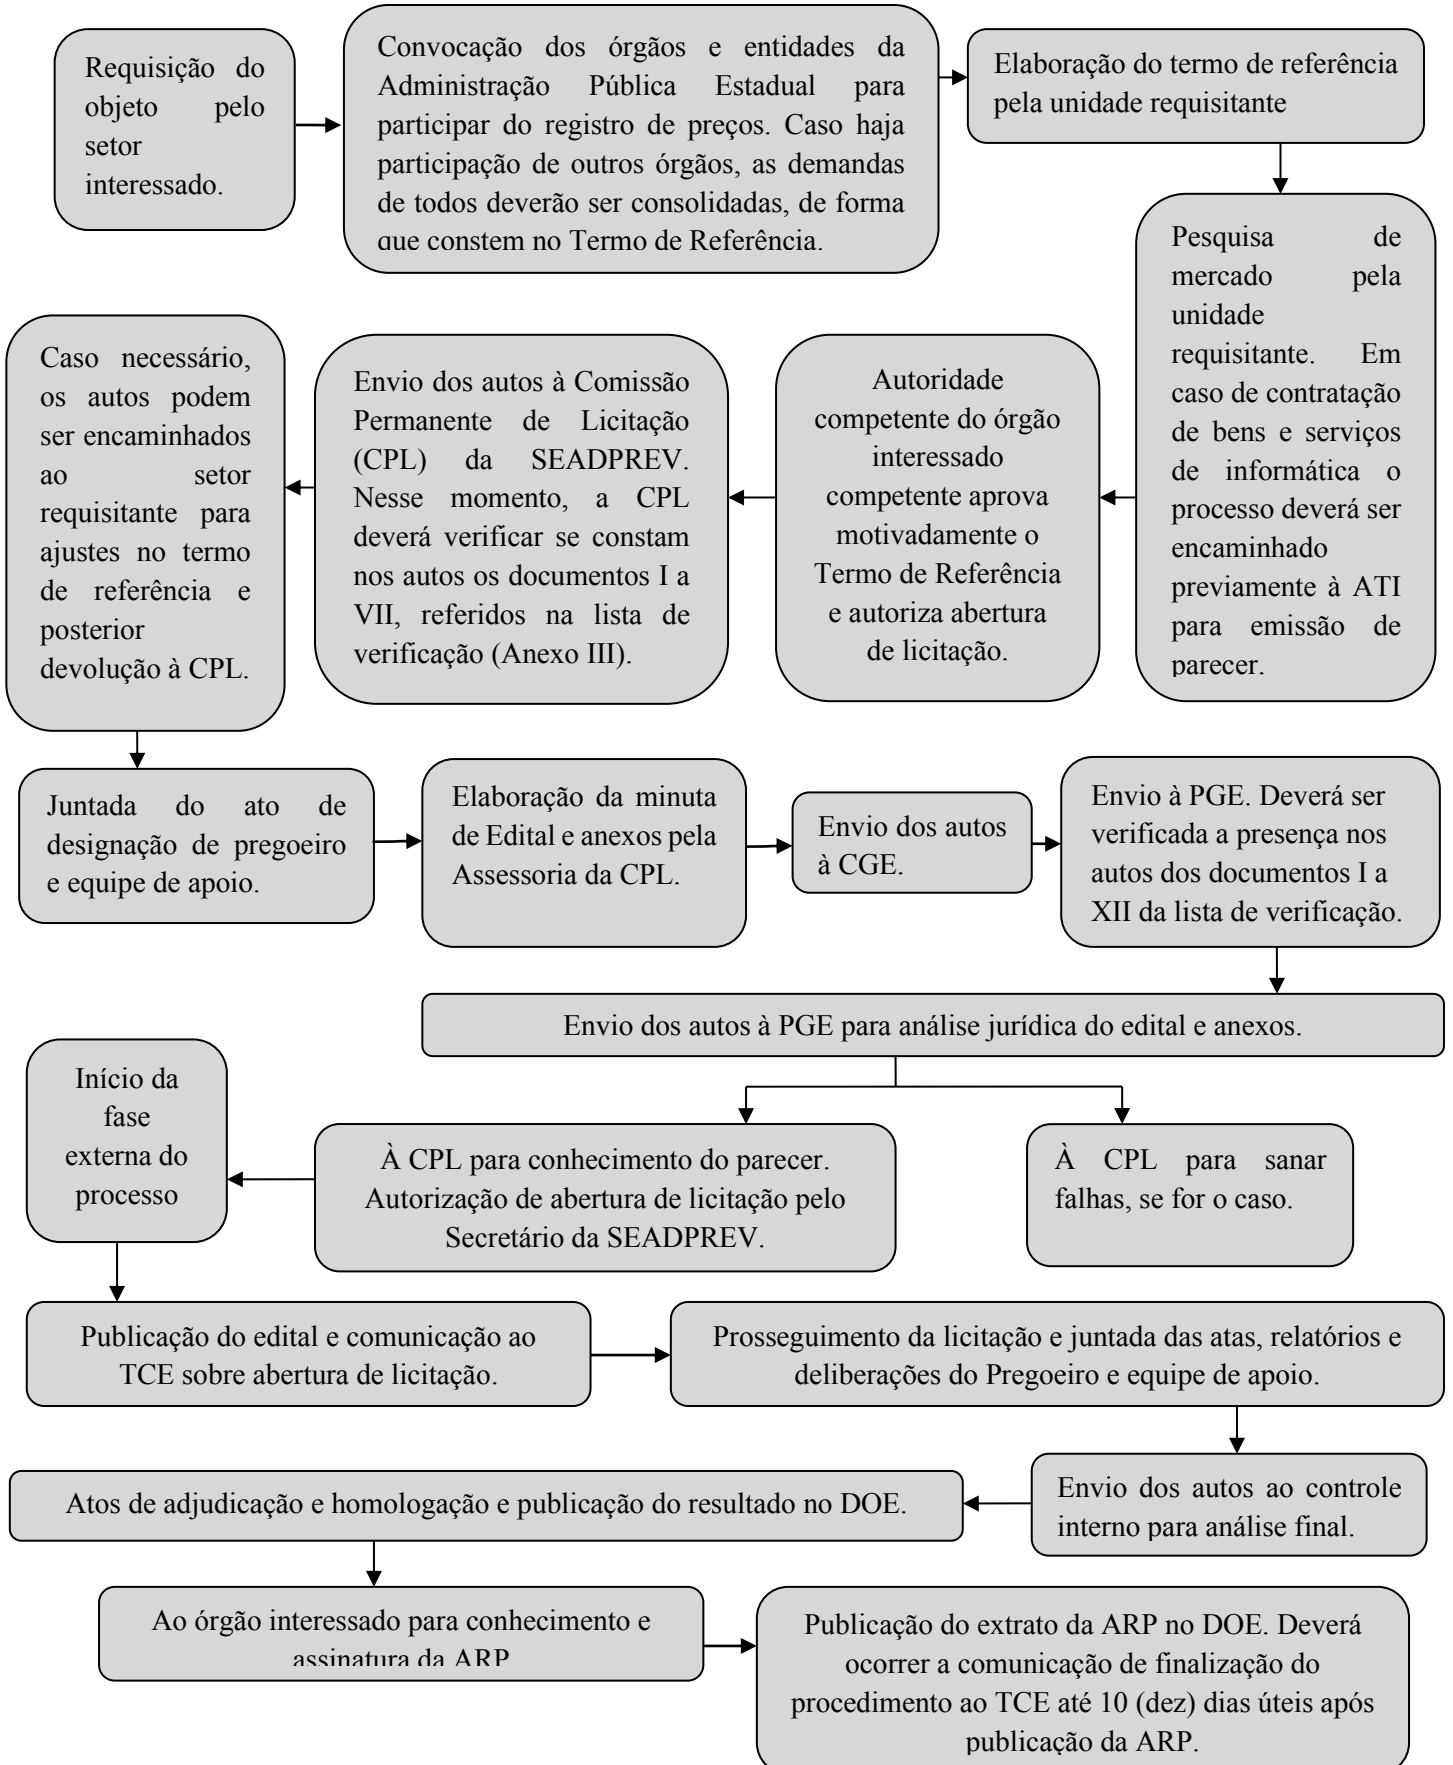 Requisição do
objeto pelo
setor
interessado.
Convocação dos órgãos e entidades da
Administração Pública Estadual para
participar do registro de preços. Caso haja
participação de outros órgãos, as demandas
de todos deverão ser consolidadas, de forma
que constem no Termo de Referência.
Elaboração do termo de referência
pela unidade requisitante
Pesquisa de
mercado pela
unidade
requisitante. Em
caso de contratação
de bens e serviços
de informática o
processo deverá ser
encaminhado
previamente à ATI
para emissão de
parecer.
Autoridade
competente do órgão
interessado
competente aprova
motivadamente o
Termo de Referência
e autoriza abertura
de licitação.
Envio dos autos à Comissão
Permanente de Licitação
(CPL) da SEADPREV.
Nesse momento, a CPL
deverá verificar se constam
nos autos os documentos I a
VII, referidos na lista de
verificação (Anexo III).
Caso necessário,
os autos podem
ser encaminhados
ao setor
requisitante para
ajustes no termo
de referência e
posterior
devolução à CPL.
Juntada do ato de
designação de pregoeiro
e equipe de apoio.
Elaboração da minuta
de Edital e anexos pela
Assessoria da CPL.
Envio dos autos
à CGE.
Envio à PGE. Deverá ser
verificada a presença nos
autos dos documentos I a
XII da lista de verificação.
Envio dos autos à PGE para análise jurídica do edital e anexos.
À CPL para sanar
falhas, se for o caso.
À CPL para conhecimento do parecer.
Autorização de abertura de licitação pelo
Secretário da SEADPREV.
Início da
fase
externa do
processo
Publicação do edital e comunicação ao
TCE sobre abertura de licitação.
Prosseguimento da licitação e juntada das atas, relatórios e
deliberações do Pregoeiro e equipe de apoio.
Envio dos autos ao controle
interno para análise final.
Atos de adjudicação e homologação e publicação do resultado no DOE.
Ao órgão interessado para conhecimento e
assinatura da ARP
Publicação do extrato da ARP no DOE. Deverá
ocorrer a comunicação de finalização do
procedimento ao TCE até 10 (dez) dias úteis após
publicação da ARP.